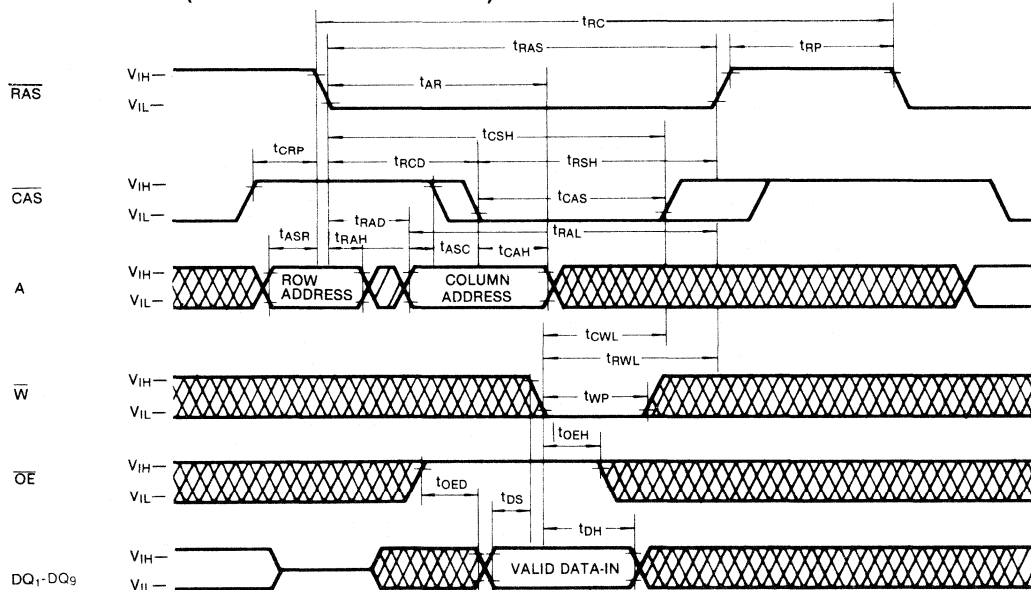 tRC
tRAS
tRP
RAS
VIH—
VIL—
tAR
tCSH
tCRP
tRCD
tRSH
CAS
VIH—
VIL—
tCAS
tRAD
tRAL
tASR
tRAH
tASC
tCAH
A
VIH—
VIL—
ROW
ADDRESS
COLUMN
ADDRESS
tCWL
tRWL
W
VIH—
VIL—
tWP
tOEH
OE
VIH—
VIL—
tOED
tDS
tDH
DQ1-DQ9
VIH—
VIL—
VALID DATA-IN